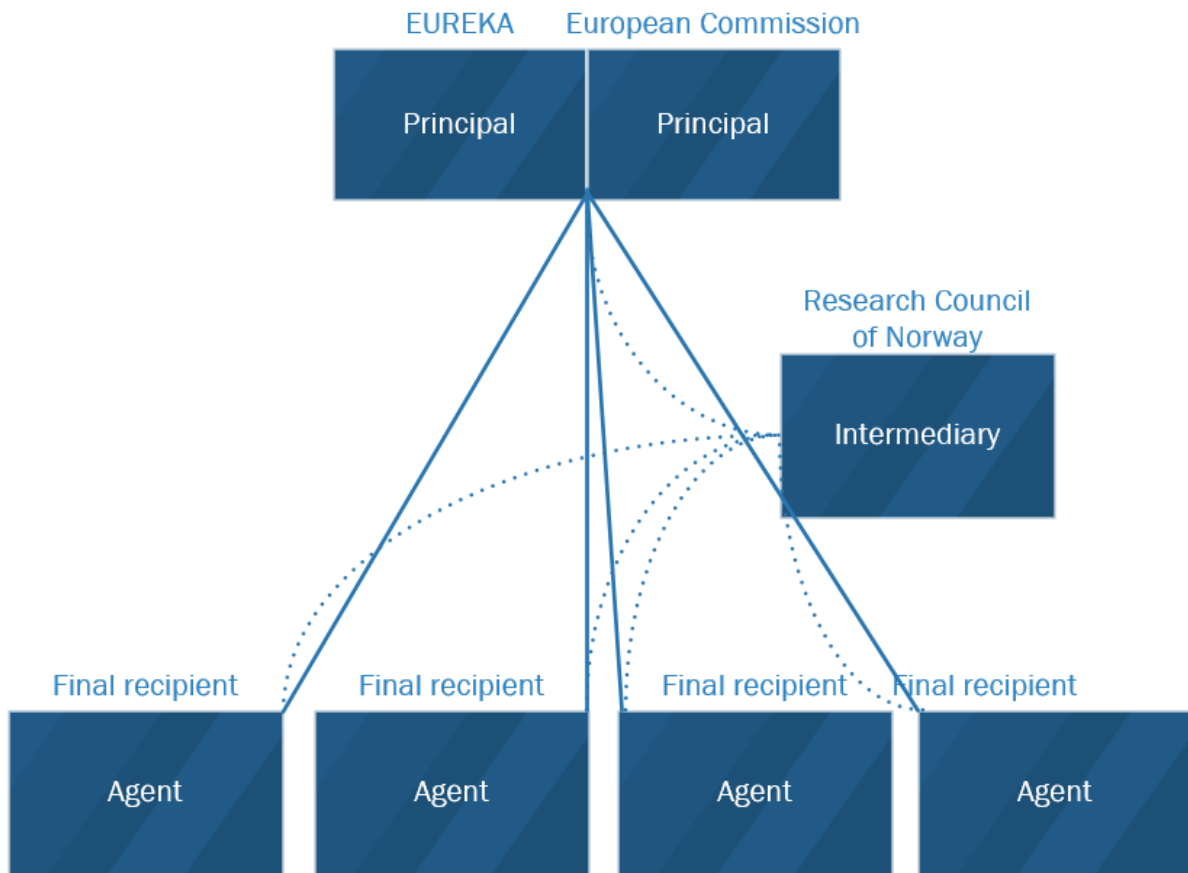 EUREKA European Commission
Principal Principal
Research Council
of Norway
Intermediary
Final recipient Final recipient Final recipient Final recipient
Agent Agent Agent Agent